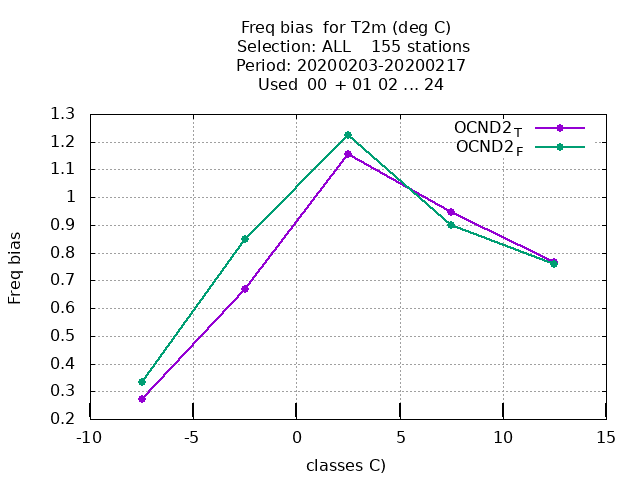 Freq bias  for T2m (deg C)
Selection: ALL    155 stations
Period: 20200203-20200217
Used  00 + 01 02 ... 24
1.3
1.2
1.1
1
0.9
0.8
0.7
0.6
0.5
0.4
0.3
0.2
Freq bias
OCND2T
OCND2F
-10
-5
0
5
10
15
classes C)